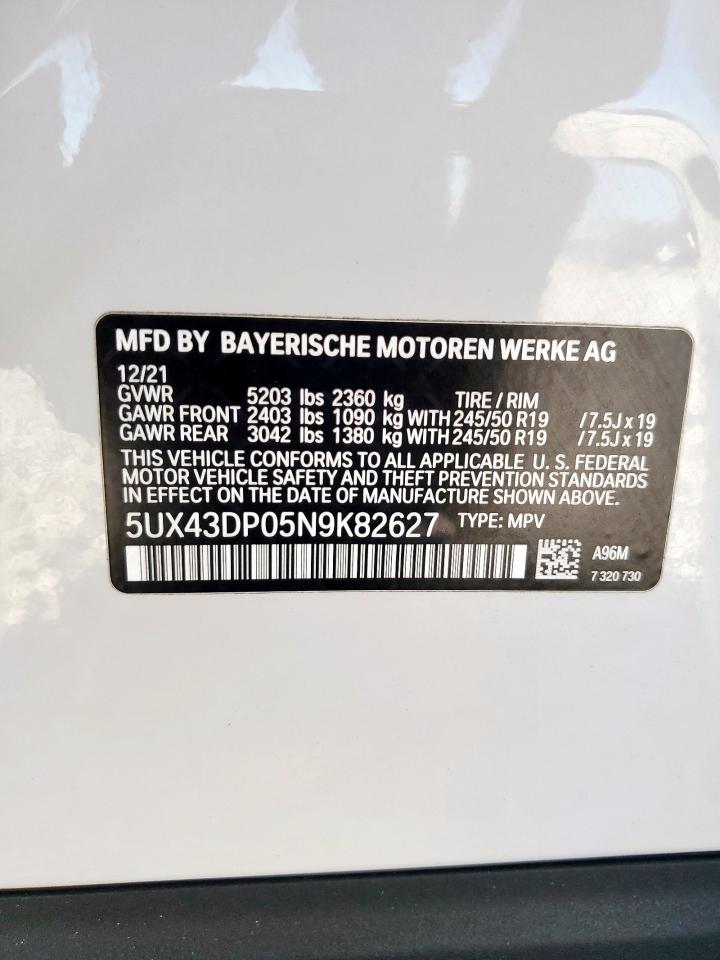 MFD BY BAYERISCHE MOTOREN WERKE AG
12/21
GVWR 5203 lbs 2360 kg TIRE / RIM
GAWR FRONT 2403 lbs 1090 kg WITH 245/50 R19 / 7.5J x 19
GAWR REAR 3042 lbs 1380 kg WITH 245/50 R19 / 7.5J x 19
THIS VEHICLE CONFORMS TO ALL APPLICABLE U. S. FEDERAL
MOTOR VEHICLE SAFETY AND THEFT PREVENTION STANDARDS
IN EFFECT ON THE DATE OF MANUFACTURE SHOWN ABOVE.
5UX43DP05N9K82627 TYPE: MPV
A96M
7 320 730